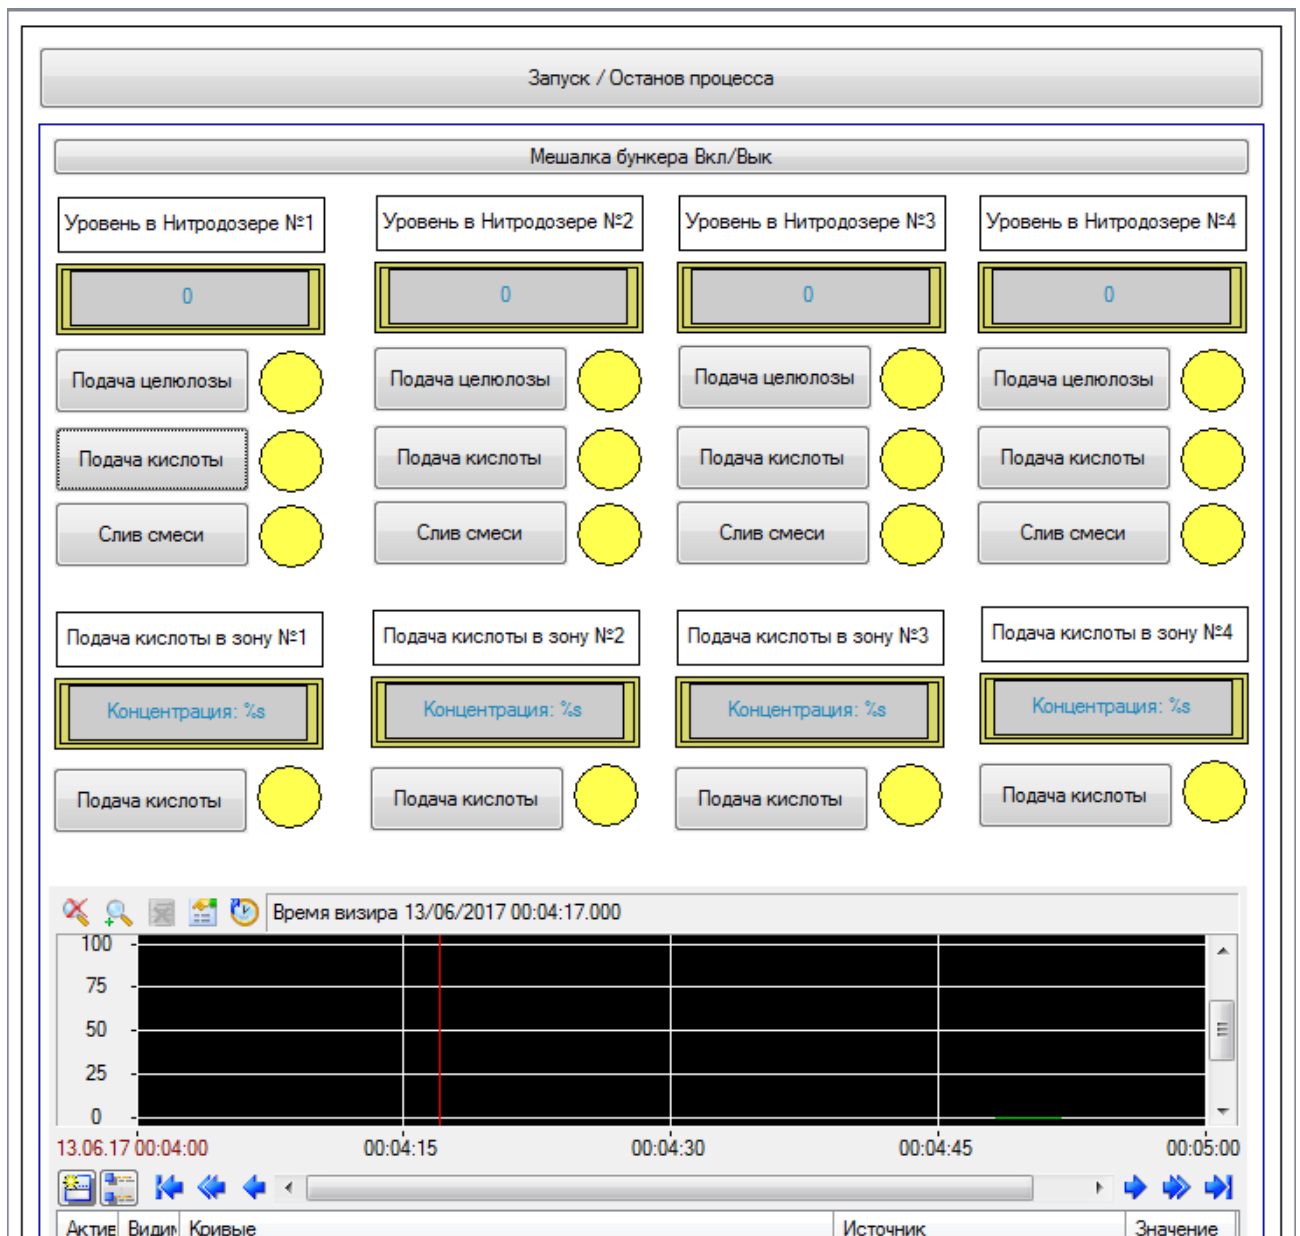 Запуск / Останов процесса
Мешалка бункера Вкл/Вык
Уровень в Нитродозере №1
Уровень в Нитродозере №2
Уровень в Нитродозере №3
Уровень в Нитродозере №4
0
0
0
0
Подача целюлозы
Подача целюлозы
Подача целюлозы
Подача целюлозы
Подача кислоты
Подача кислоты
Подача кислоты
Подача кислоты
Слив смеси
Слив смеси
Слив смеси
Слив смеси
Подача кислоты в зону №1
Подача кислоты в зону №2
Подача кислоты в зону №3
Подача кислоты в зону №4
Концентрация: %s
Концентрация: %s
Концентрация: %s
Концентрация: %s
Подача кислоты
Подача кислоты
Подача кислоты
Подача кислоты
Время визира 13/06/2017 00:04:17.000
100
75
50
25
0
13.06.17 00:04:00
00:04:15
00:04:30
00:04:45
00:05:00
Актив
Видим
Кривые
Источник
Значение